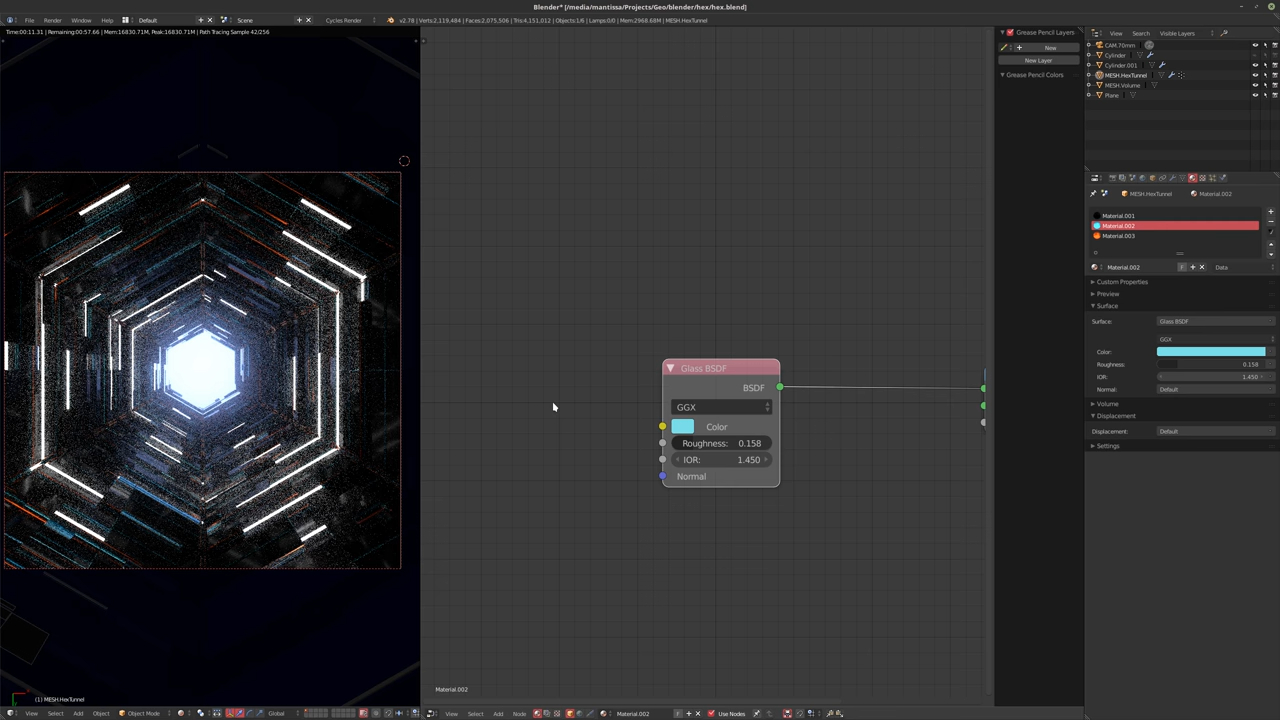 Blender* [/media/mantissa/Projects/Geo/blender/hex/hex.blend]
File Render Window Help Default Scene Cycles Render v2.78 | Verts:2,119,484 | Faces:2,075,506 | Tris:4,151,012 | Objects:1/6 | Lamps:0/0 | Mem:2968.68M | MESH.HexTunnel
Time:00:11.31 | Remaining:00:57.66 | Mem:16830.71M, Peak:16830.71M | Path Tracing Sample 42/256
Grease Pencil Layers
New
New Layer
Grease Pencil Colors
View Search Visible Layers
CAM.70mm
Cylinder
Cylinder.001
MESH.HexTunnel
MESH.Volume
Plane
MESH.HexTunnel Material.002
Material.001
Material.002
Material.003
Material.002 F Data
Custom Properties
Preview
Surface
Surface: Glass BSDF
GGX
Color:
Roughness: 0.158
IOR: 1.450
Normal: Default
Volume
Displacement
Displacement: Default
Settings
Glass BSDF
BSDF
GGX
Color
Roughness: 0.158
IOR: 1.450
Normal
Material.002
(1) MESH.HexTunnel
View Select Add Object Object Mode Global
View Select Add Node Material.002 F Use Nodes